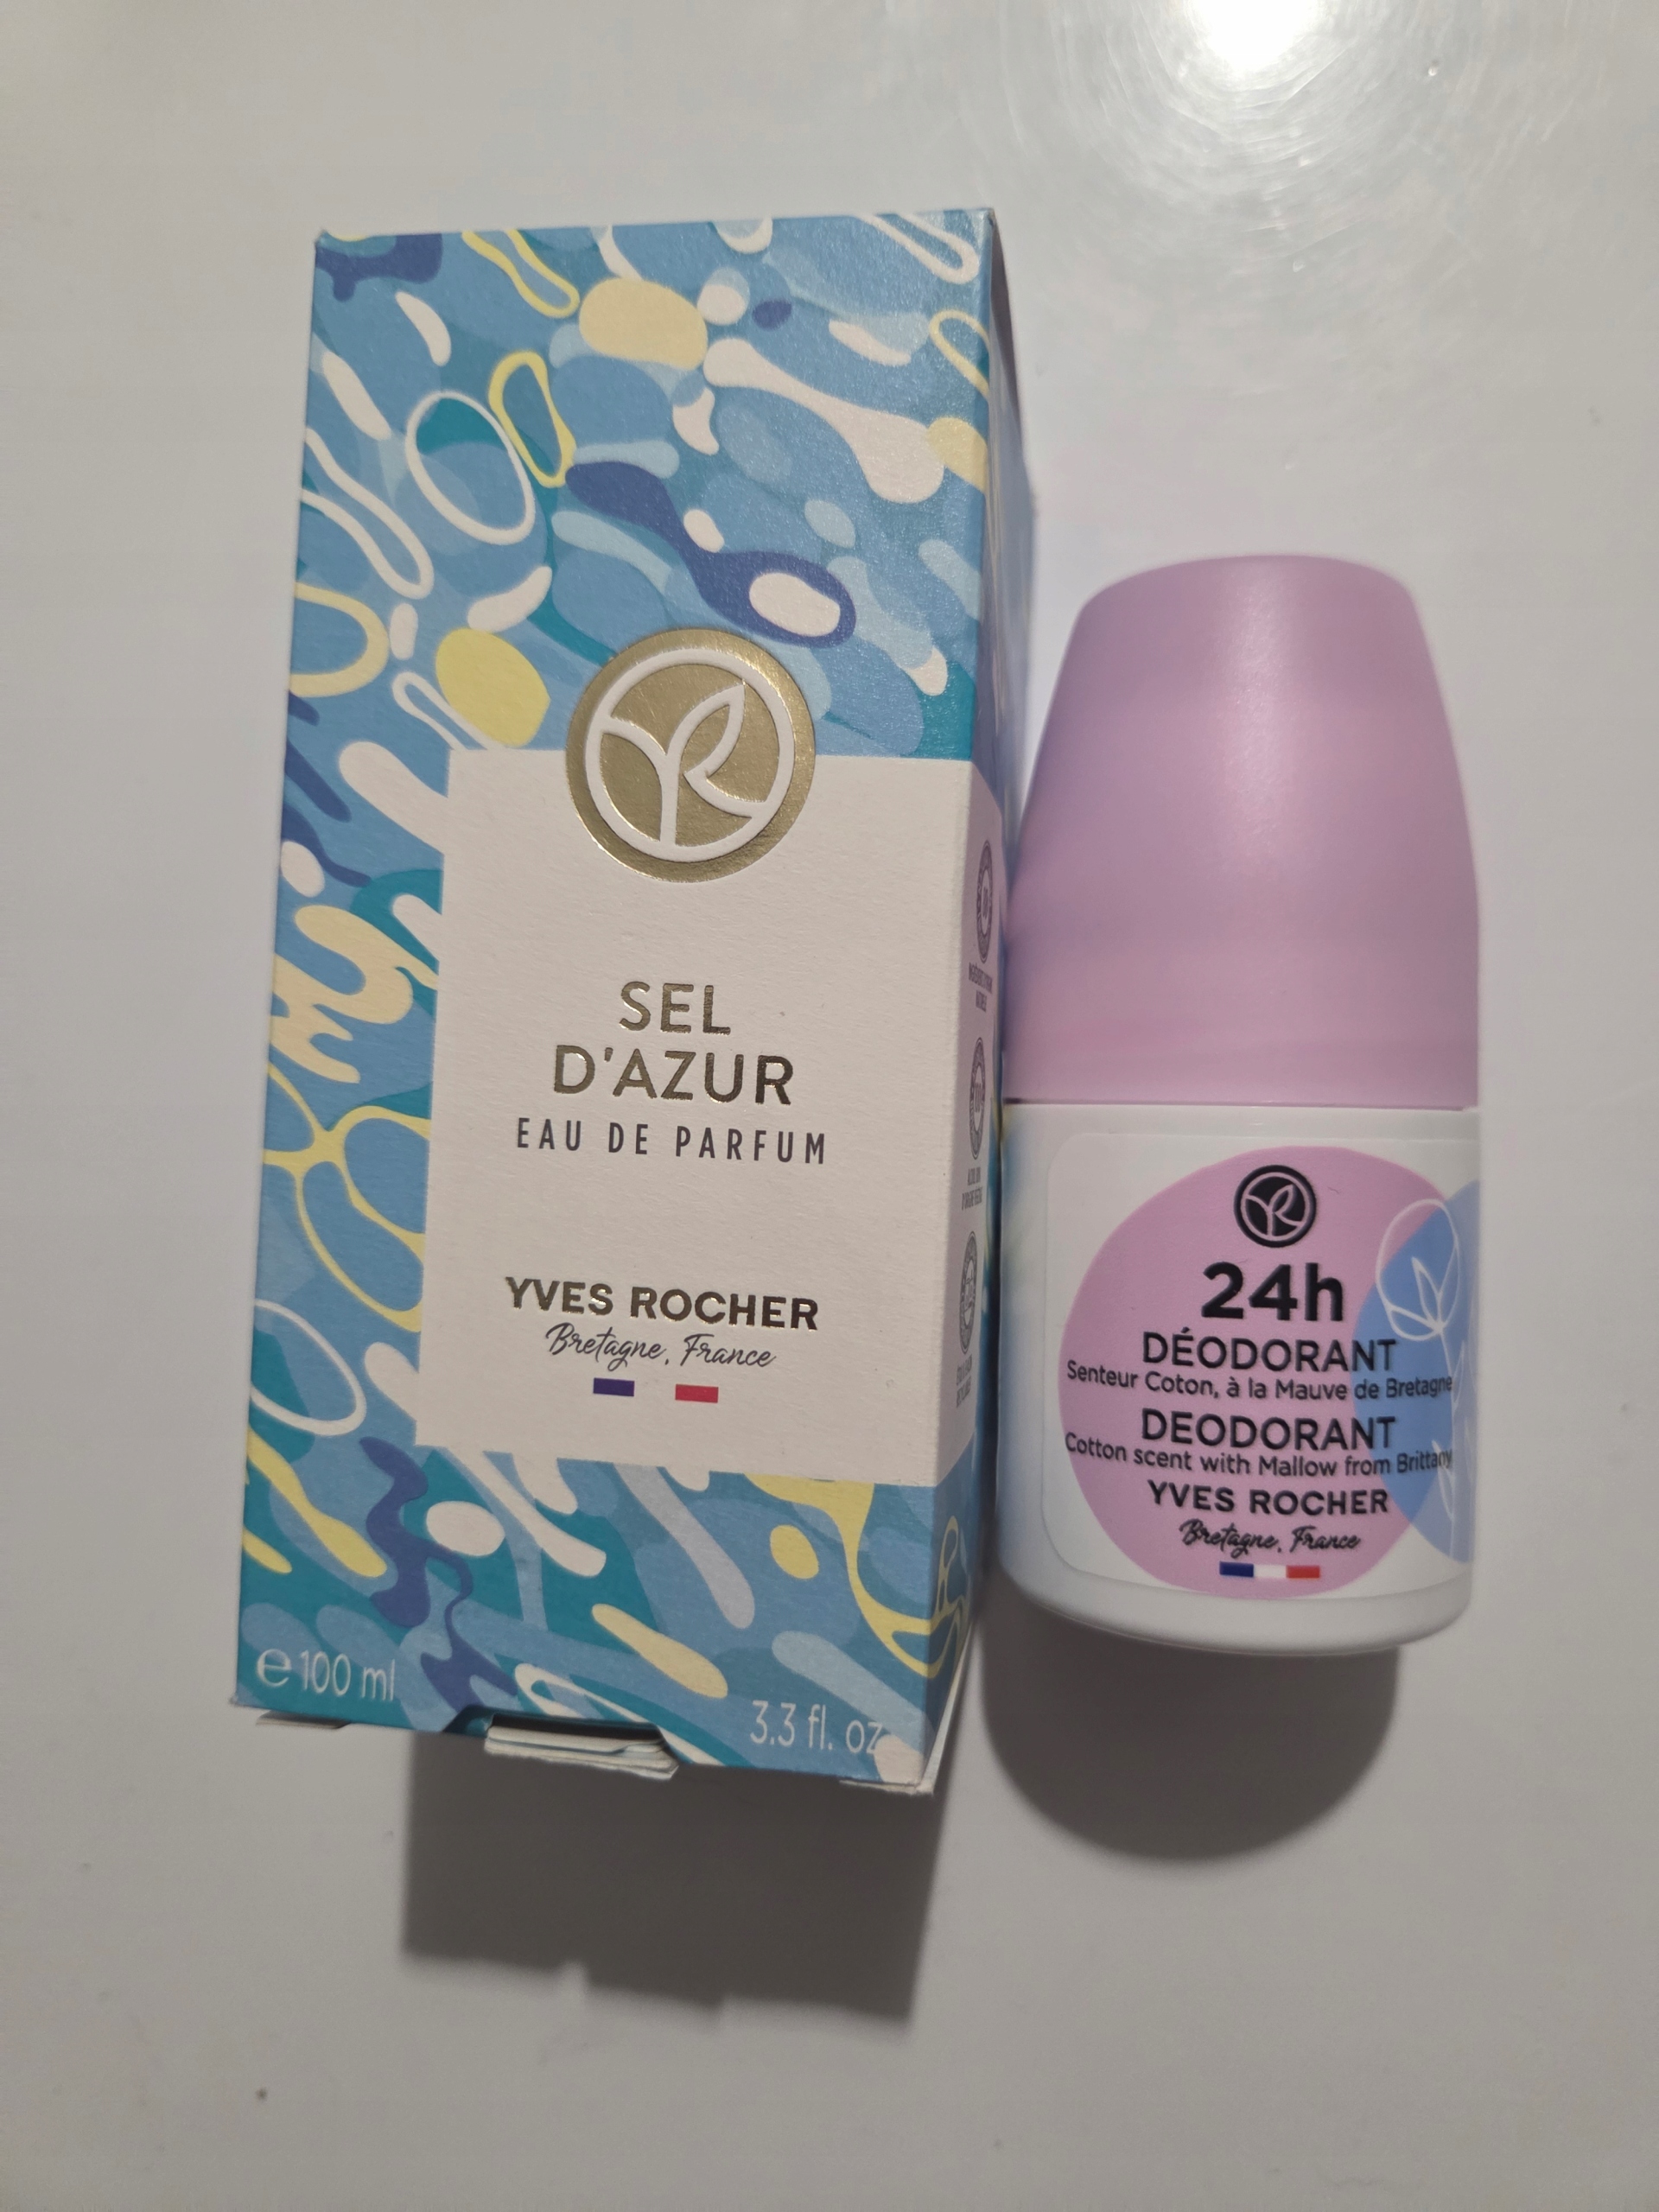 SEL
D'AZUR
EAU DE PARFUM
YVES ROCHER
Bretagne, France
e 100 ml
3.3 fl. oz
24h
DÉODORANT
Senteur Coton, à la Mauve de Bretagne
DEODORANT
Cotton scent with Mallow from Brittany
YVES ROCHER
Bretagne, France